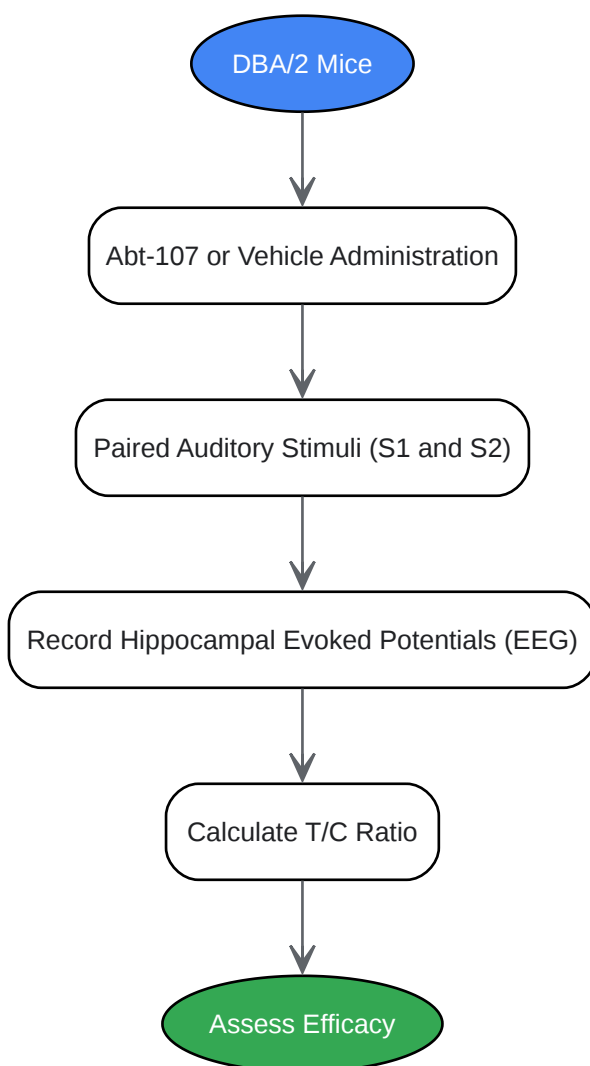 DBA/2 Mice
Abt-107 or Vehicle Administration
Paired Auditory Stimuli (S1 and S2)
Record Hippocampal Evoked Potentials (EEG)
Calculate T/C Ratio
Assess Efficacy